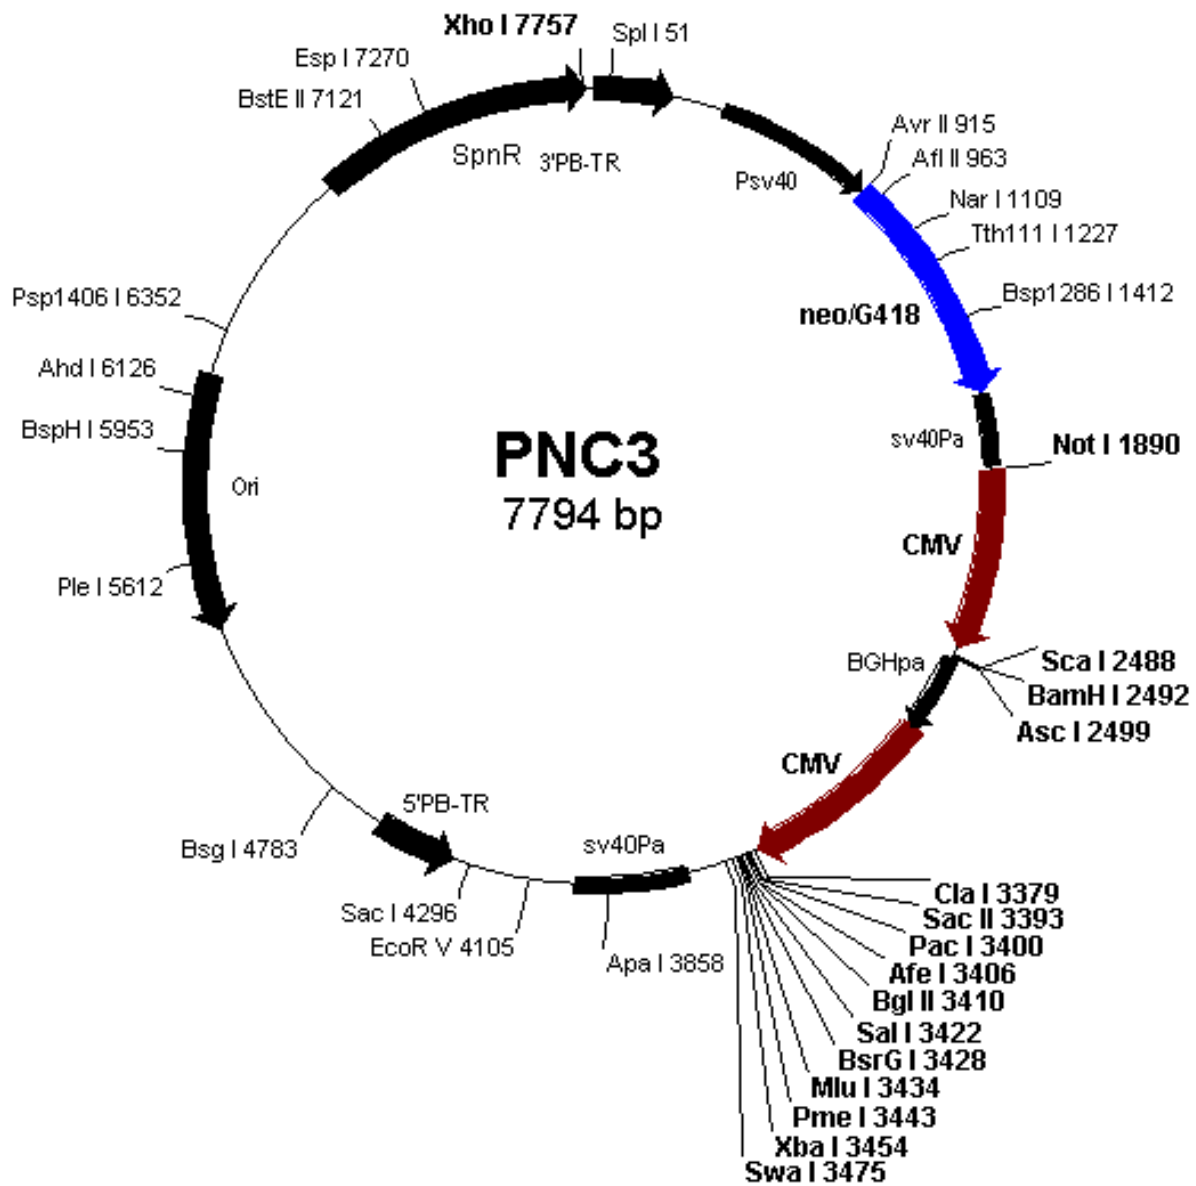 Xho I 7757
Spl I 51
Esp I 7270
BstE II 7121
SpnR
3'PB-TR
Psv40
Avr II 915
Afl II 963
Nar I 1109
Tth111 I 1227
Bsp1286 I 1412
neo/G418
Psp1406 I 6352
Ahd I 6126
BspH I 5953
Ori
Ple I 5612
PNC3
7794 bp
sv40Pa
Not I 1890
CMV
BGHpa
Sca I 2488
BamH I 2492
Asc I 2499
CMV
5'PB-TR
sv40Pa
Bsg I 4783
Sac I 4296
EcoR V 4105
Apa I 3858
Cla I 3379
Sac II 3393
Pac I 3400
Afe I 3406
Bgl II 3410
Sal I 3422
BsrG I 3428
Mlu I 3434
Pme I 3443
Xba I 3454
Swa I 3475